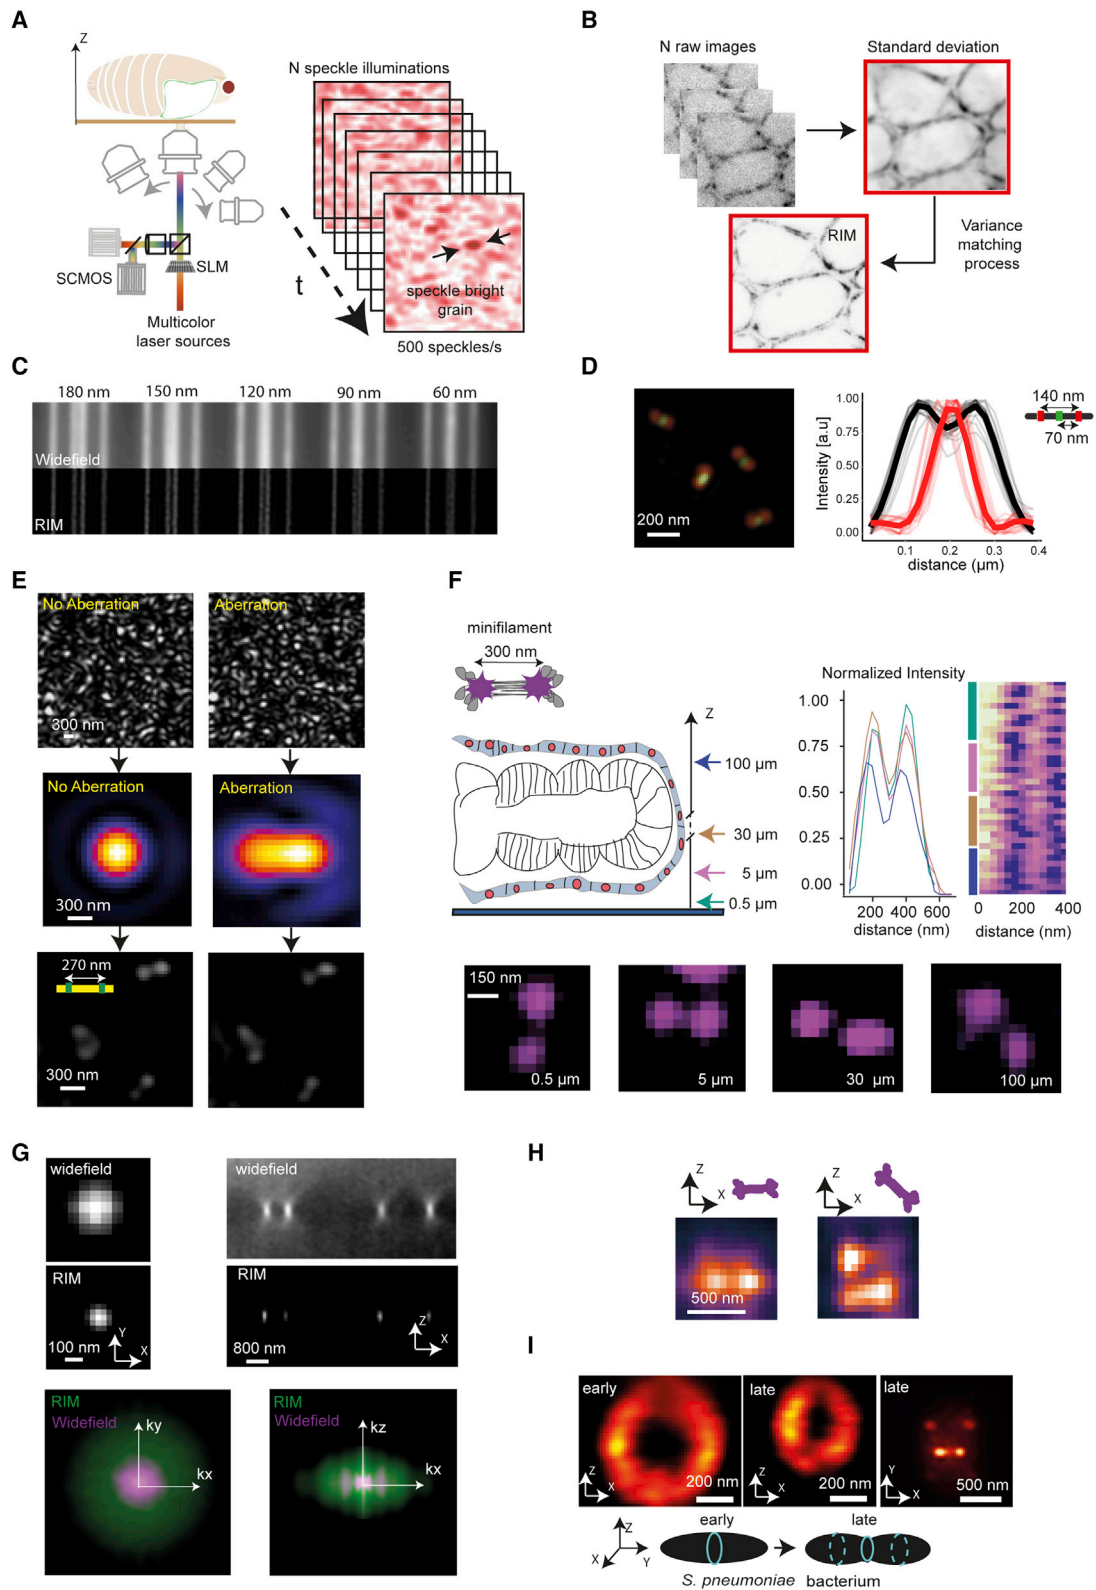 A
Z
N speckle illuminations
SCMOS
SLM
t
speckle bright
grain
Multicolor
laser sources
500 speckles/s
B
N raw images
Standard deviation
RIM
Variance
matching
process
C
180 nm
150 nm
120 nm
90 nm
60 nm
Widefield
RIM
D
200 nm
Intensity [a.u]
1.00
0.75
0.50
0.25
0.00
0.1
0.2
0.3
0.4
distance (µm)
140 nm
70 nm
E
No Aberration
Aberration
300 nm
No Aberration
Aberration
300 nm
270 nm
300 nm
F
minifilament
300 nm
Z
100 µm
30 µm
5 µm
0.5 µm
Normalized Intensity
1.00
0.75
0.50
0.25
0.00
200
400
600
distance (nm)
0
200
400
distance (nm)
150 nm
0.5 µm
5 µm
30 µm
100 µm
G
widefield
widefield
RIM
100 nm
Y
X
RIM
800 nm
Z
X
RIM
Widefield
ky
kx
RIM
Widefield
kz
kx
H
Z
X
Z
X
500 nm
I
early
Z
X
200 nm
late
Z
X
200 nm
late
Y
X
500 nm
early
late
Z
X
Y
S. pneumoniae bacterium